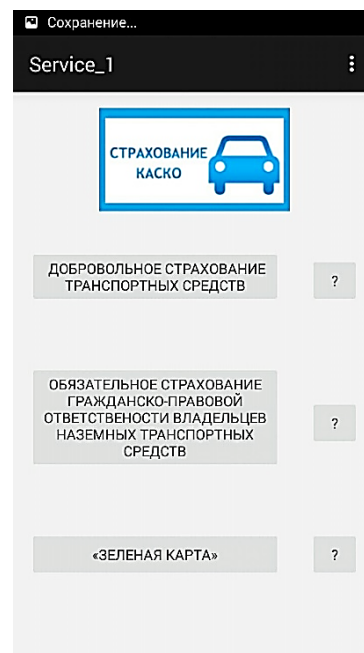 Сохранение...
Service_1
СТРАХОВАНИЕ
КАСКО
ДОБРОВОЛЬНОЕ СТРАХОВАНИЕ
ТРАНСПОРТНЫХ СРЕДСТВ
?
ОБЯЗАТЕЛЬНОЕ СТРАХОВАНИЕ
ГРАЖДАНСКО-ПРАВОВОЙ
ОТВЕТСТВЕНОСТИ ВЛАДЕЛЬЦЕВ
НАЗЕМНЫХ ТРАНСПОРТНЫХ
СРЕДСТВ
?
«ЗЕЛЕНАЯ КАРТА»
?